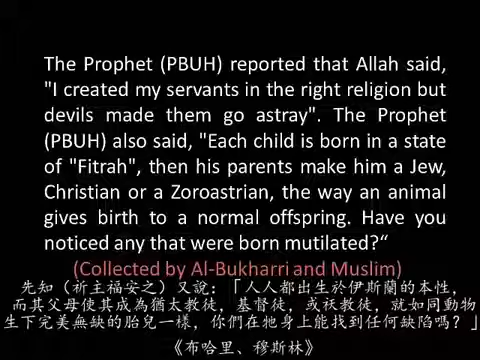 The Prophet (PBUH) reported that Allah said,
"I created my servants in the right religion but
devils made them go astray". The Prophet
(PBUH) also said, "Each child is born in a state
of "Fitrah", then his parents make him a Jew,
Christian or a Zoroastrian, the way an animal
gives birth to a normal offspring. Have you
noticed any that were born mutilated?“
(Collected by Al-Bukharri and Muslim)
先知（祈主福安之）又說：「人人都出生於伊斯蘭的本性，
而其父母使其成為猶太教徒，基督徒，或祆教徒，就如同動物
生下完美無缺的胎兒一樣，你們在牠身上能找到任何缺陷嗎？」
《布哈里、穆斯林》